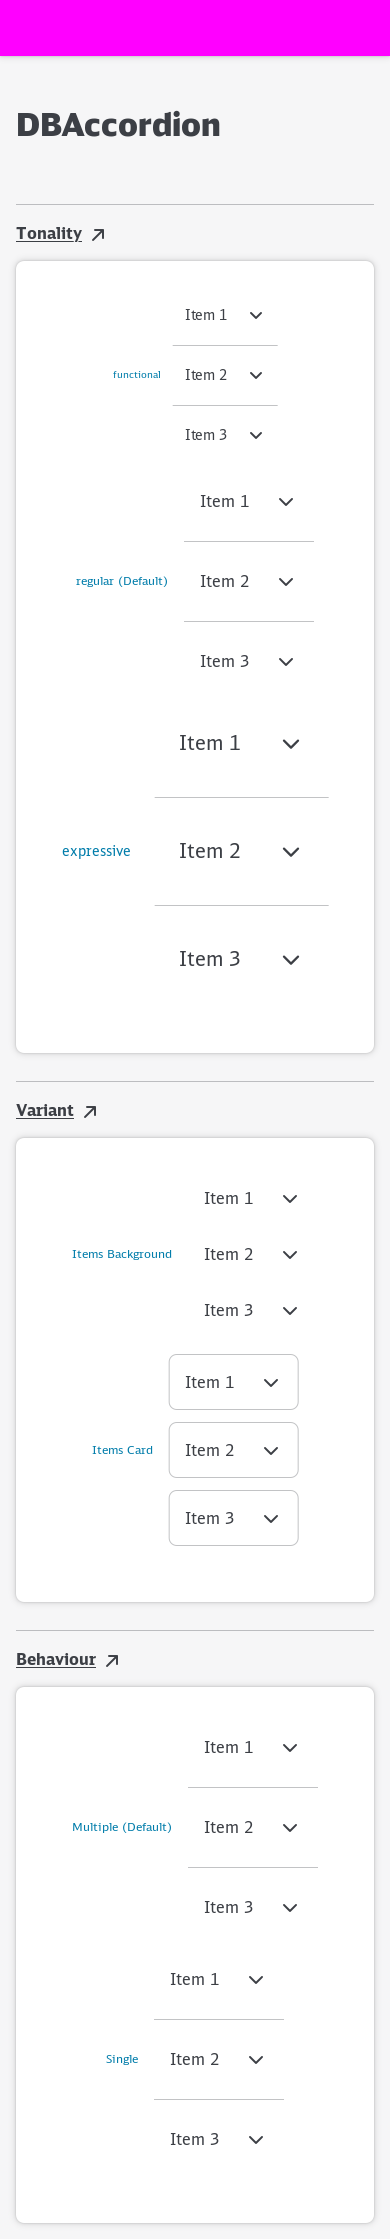 DBAccordion
Tonality
Item 1
functional Item 2
Item 3
Item 1
regular (Default) Item 2
Item 3
Item 1
expressive Item 2
Item 3
Variant
Item 1
Items Background Item 2
Item 3
Item 1
Items Card Item 2
Item 3
Behaviour
Item 1
Multiple (Default) Item 2
Item 3
Item 1
Single Item 2
Item 3